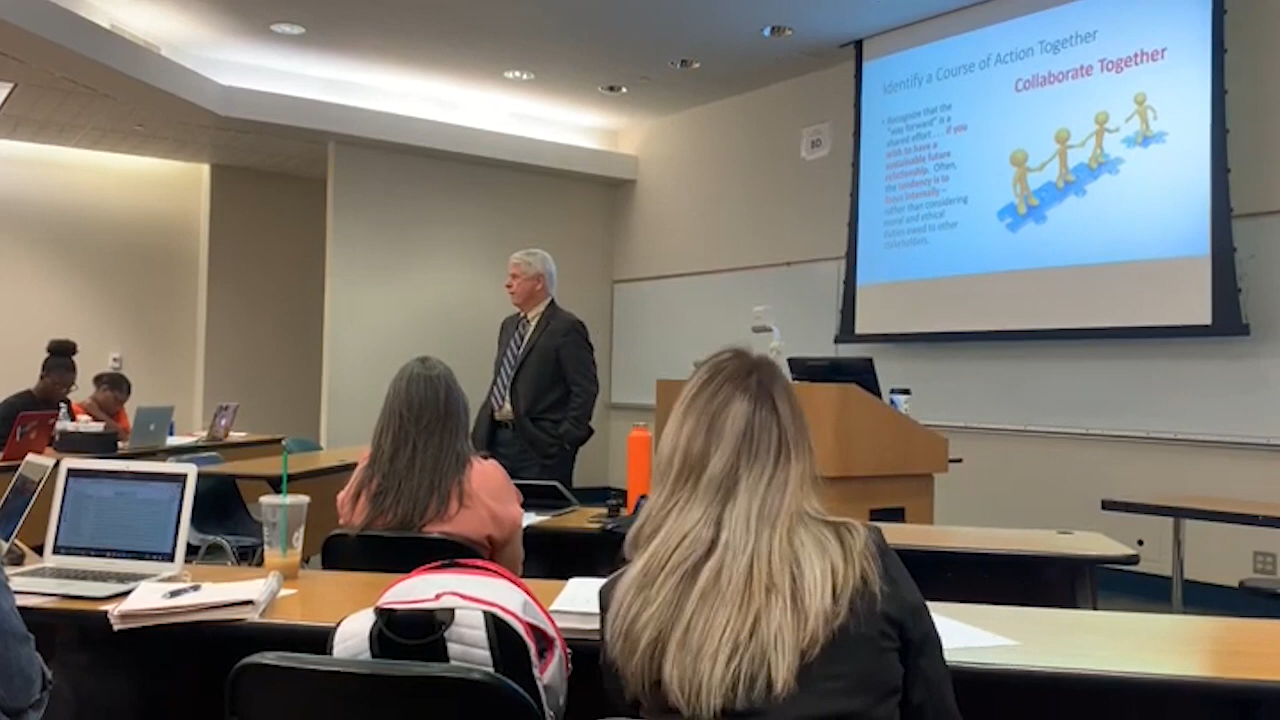 Identify a Course of Action Together
Collaborate Together
• Recognize that the
"way forward" is a
shared effort . . . if you
wish to have a
sustainable future
relationship. Often,
the tendency is to
focus internally –
rather than considering
moral and ethical
duties owed to other
stakeholders.
80